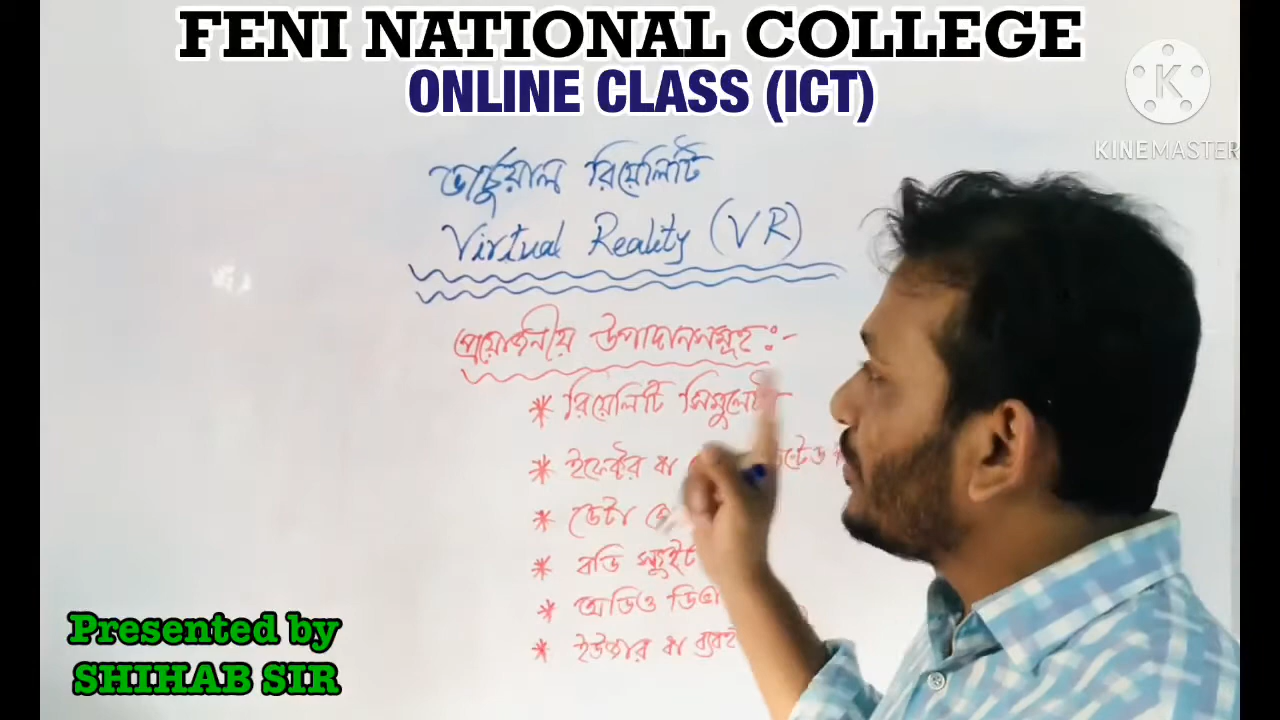 FENI NATIONAL COLLEGE
ONLINE CLASS (ICT)
K
KINEMASTER
ভার্চুয়াল রিয়েলিটি
Virtual Reality (VR)
প্রয়োজনীয় উপাদানসমূহ:-
* রিয়েলিটি
* ইফেক্টর বা
* ডেটা
* বডি স্যুইট
* অডিও
* ইউজার বা
Presented by
SHIHAB SIR